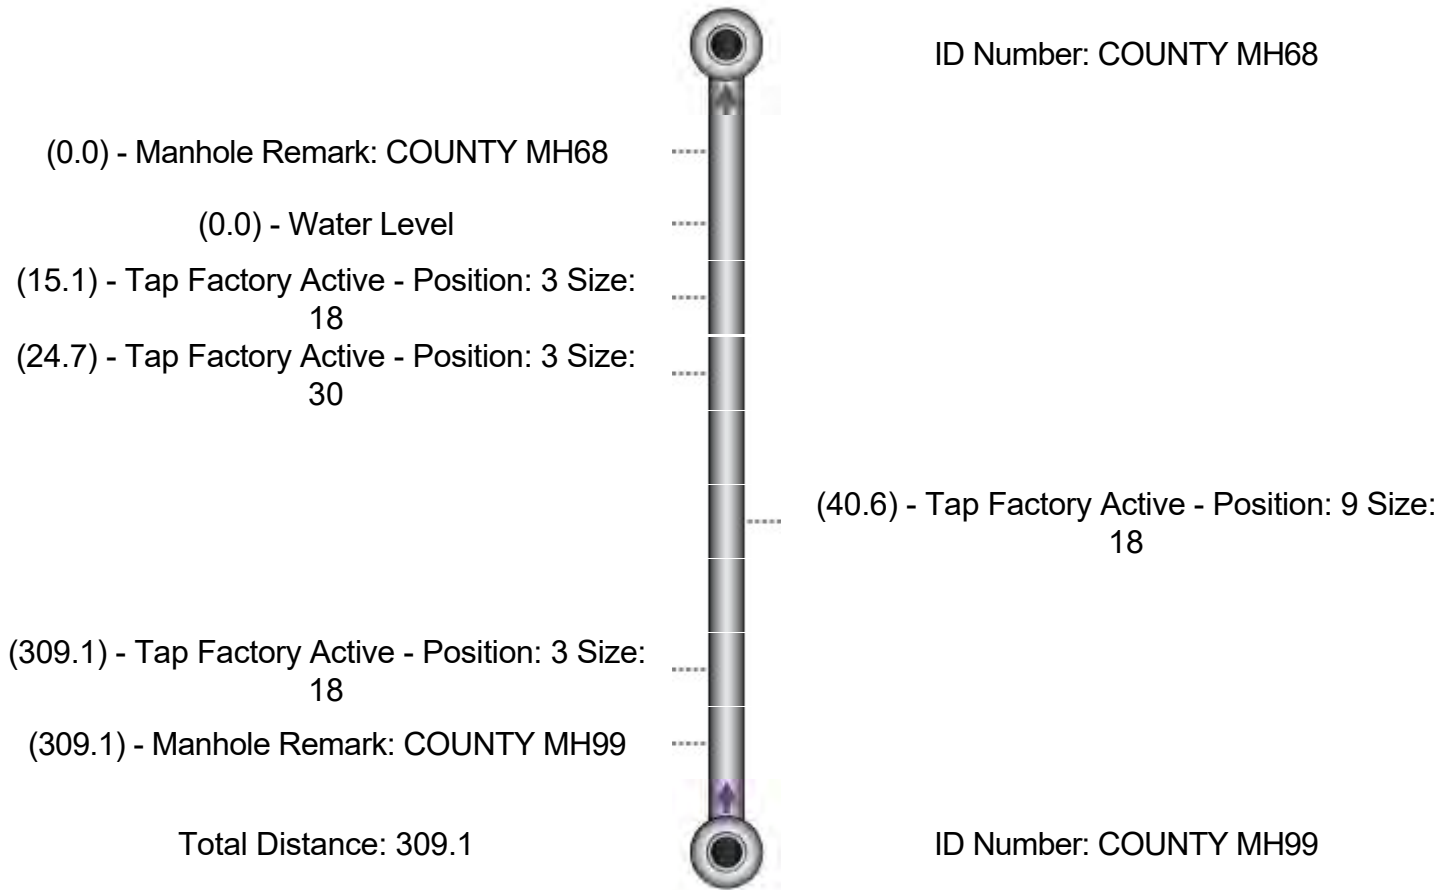 ID Number: COUNTY MH68
(0.0) - Manhole Remark: COUNTY MH68
(0.0) - Water Level
(15.1) - Tap Factory Active - Position: 3 Size:
18
(24.7) - Tap Factory Active - Position: 3 Size:
30
(40.6) - Tap Factory Active - Position: 9 Size:
18
(309.1) - Tap Factory Active - Position: 3 Size:
18
(309.1) - Manhole Remark: COUNTY MH99
Total Distance: 309.1
ID Number: COUNTY MH99